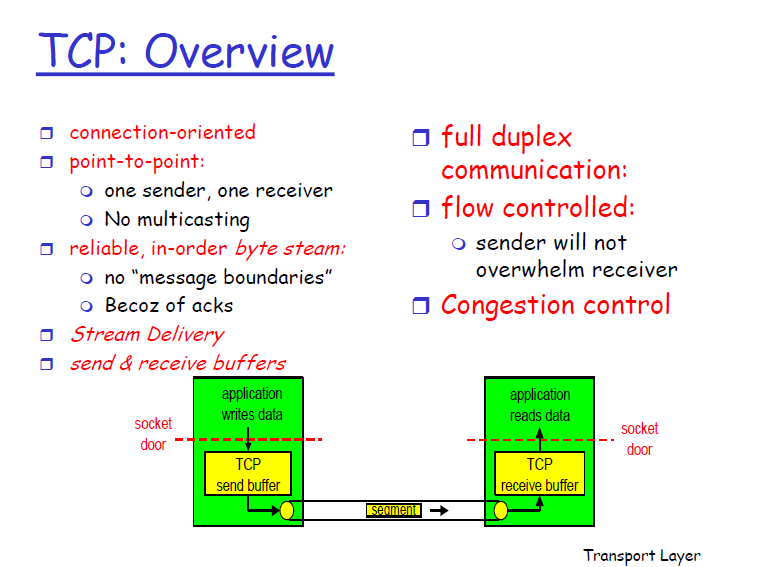 TCP: Overview
connection-oriented
point-to-point:
one sender, one receiver
No multicasting
reliable, in-order byte steam:
no “message boundaries”
Becoz of acks
Stream Delivery
send & receive buffers
full duplex
communication:
flow controlled:
sender will not
overwhelm receiver
Congestion control
application
writes data
socket
door
TCP
send buffer
segment
application
reads data
socket
door
TCP
receive buffer
Transport Layer